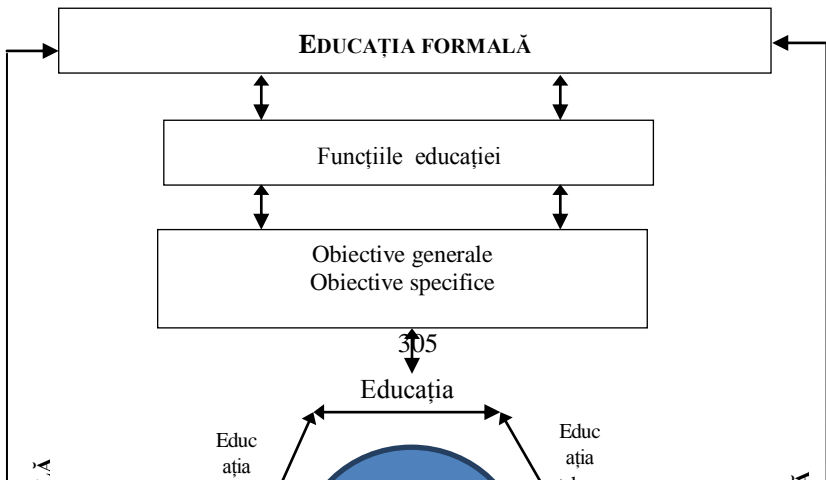 EDUCAȚIA FORMALĂ
Funcțiile educației
Obiective generale
Obiective specifice
305
Educația
Educ
ația
Educ
ația